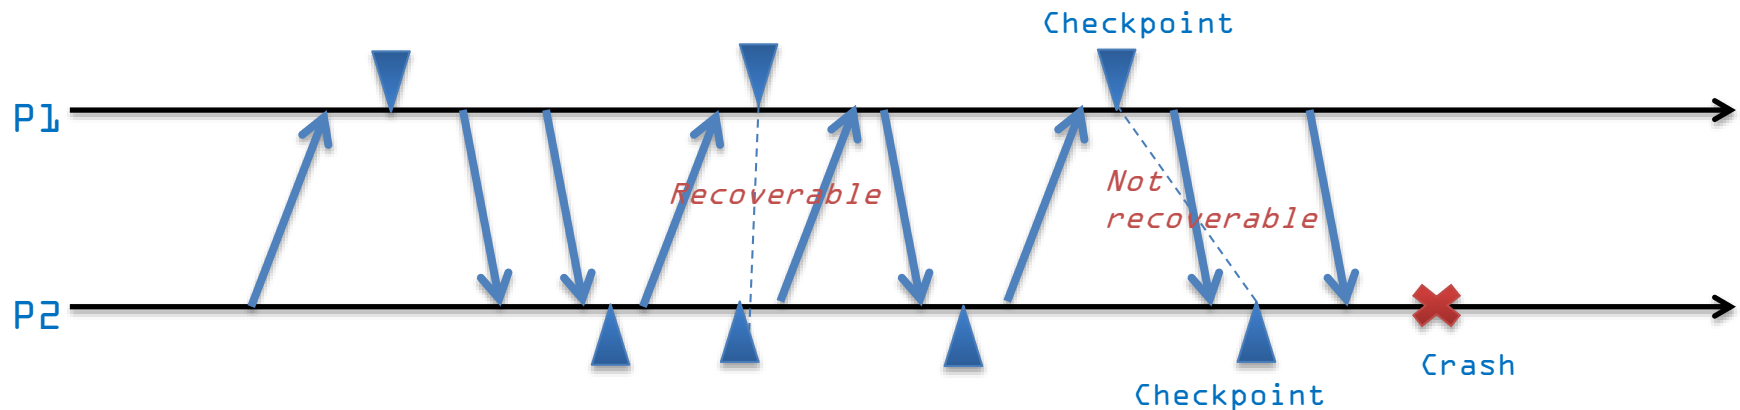 Checkpoint
P1
Recoverable
Not
recoverable
P2
Crash
Checkpoint